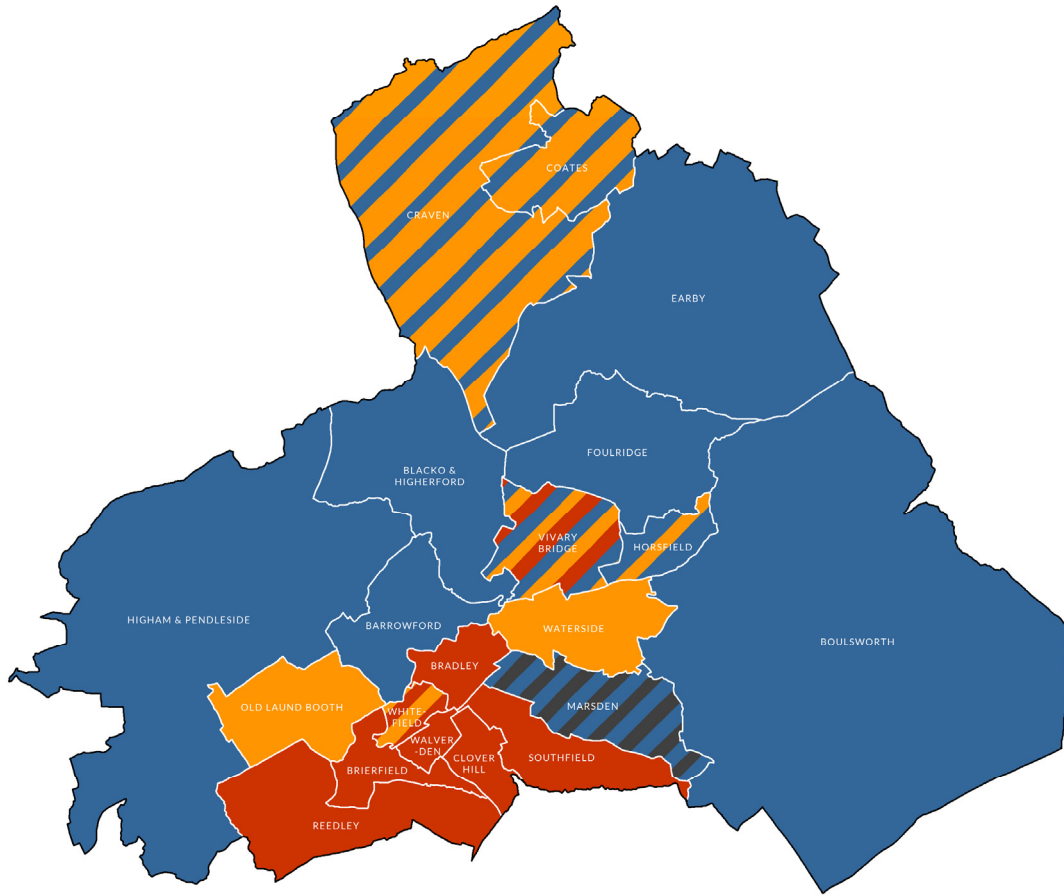 COATES
CRAVEN
EARBY
FOULRIDGE
BLACKO &
HIGHERFORD
VIVARY
BRIDGE
HORSFIELD
HIGHAM & PENDLESIDE
BARROWFORD
WATERSIDE
BOULSWORTH
BRADLEY
OLD LAUND BOOTH
WHITE-
FIELD
MARSDEN
WALVER
-DEN
CLOVER
HILL
SOUTHFIELD
BRIERFIELD
REEDLEY